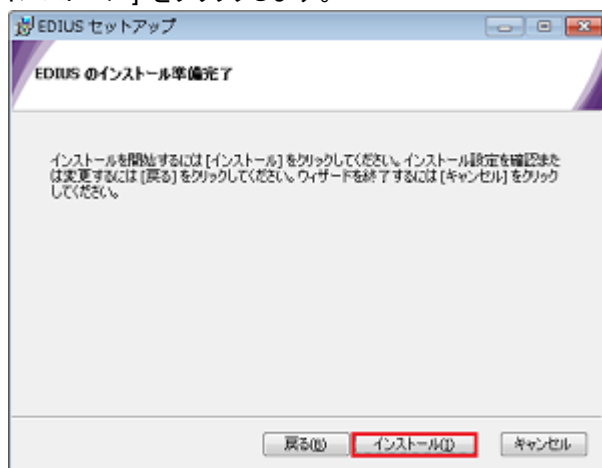 EDIUS セットアップ
EDIUS のインストール準備完了
インストールを開始するには [インストール] をクリックしてください。インストール設定を確認また
は変更するには [戻る] をクリックしてください。ウィザードを終了するには [キャンセル] をクリック
してください。
戻る(B) インストール(I) キャンセル